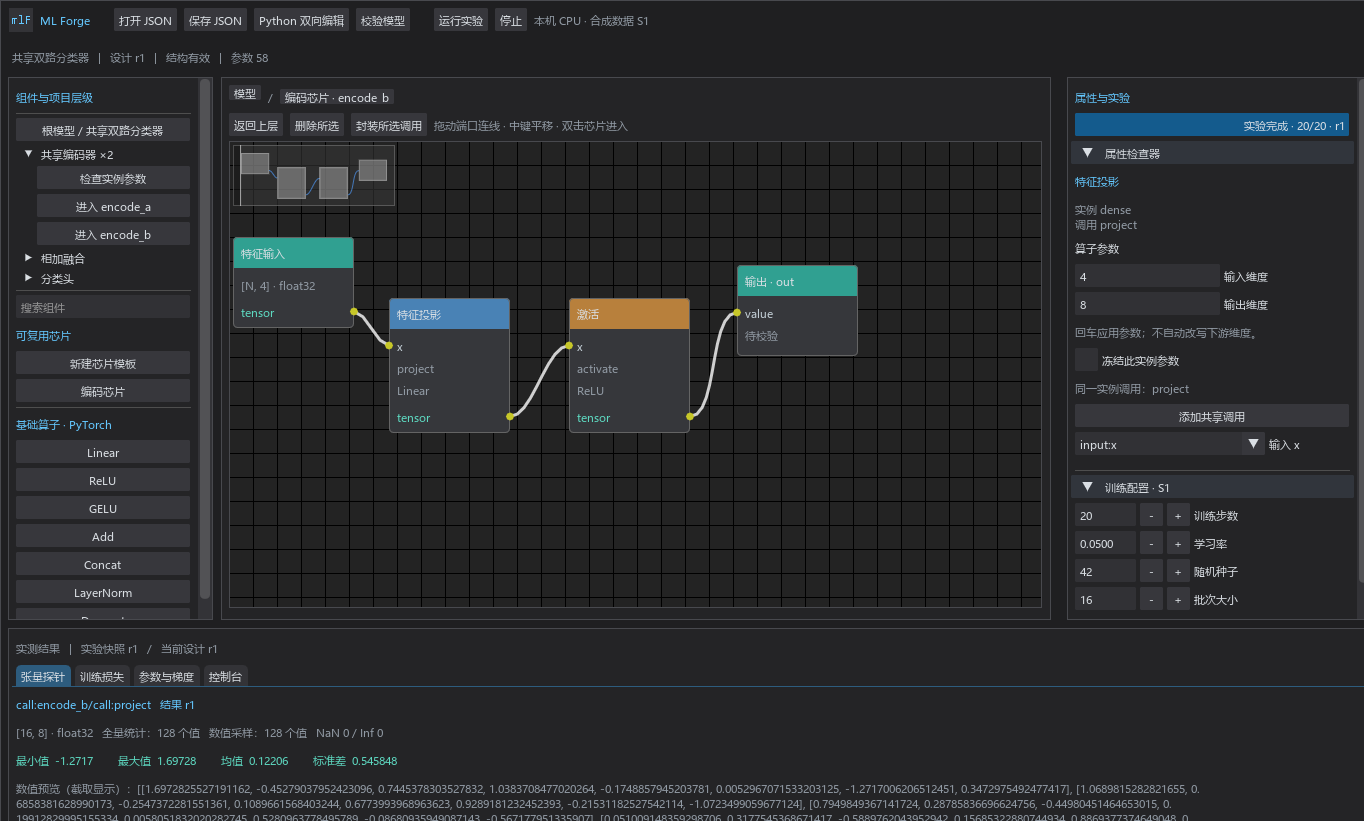 mlF ML Forge 打开 JSON 保存 JSON Python 双向编辑 校验模型 运行实验 停止 本机 CPU · 合成数据 S1
共享双路分类器 | 设计 r1 | 结构有效 | 参数 58
组件与项目层级
根模型 / 共享双路分类器
共享编码器 ×2
检查实例参数
进入 encode_a
进入 encode_b
相加融合
分类头
搜索组件
可复用芯片
新建芯片模板
编码芯片
基础算子 · PyTorch
Linear
ReLU
GELU
Add
Concat
LayerNorm
模型 / 编码芯片 · encode_b
返回上层 删除所选 封装所选调用 拖动端口连线 · 中键平移 · 双击芯片进入
特征输入
[N, 4] · float32
tensor
特征投影
x
project
Linear
tensor
激活
x
activate
ReLU
tensor
输出 · out
value
待校验
属性与实验
实验完成 · 20/20 · r1
属性检查器
特征投影
实例 dense
调用 project
算子参数
4 输入维度
8 输出维度
回车应用参数；不自动改写下游维度。
冻结此实例参数
同一实例调用：project
添加共享调用
input:x 输入 x
训练配置 · S1
20 - + 训练步数
0.0500 - + 学习率
42 - + 随机种子
16 - + 批次大小
实测结果 | 实验快照 r1 / 当前设计 r1
张量探针 训练损失 参数与梯度 控制台
call:encode_b/call:project 结果 r1
[16, 8] · float32 全量统计：128 个值 数值采样：128 个值 NaN 0 / Inf 0
最小值 -1.2717 最大值 1.69728 均值 0.12206 标准差 0.545848
数值预览（截取显示）：[[1.6972825527191162, -0.45279037952423096, 0.7445378303527832, 1.0383708477020264, -0.1748857945203781, 0.0052967071533203125, -1.2717006206512451, 0.3472975492477417], [1.0689815282821655, 0.
6858381628990173, -0.2547372281551361, 0.1089661568403244, 0.6773993968963623, 0.9289181232452393, -0.21531182527542114, -1.0723499059677124], [0.7949849367141724, 0.28785836696624756, -0.44980451464653015, 0.
19912829995155334, 0.0058051832020282745, 0.5280963778495789, -0.08680935949087143, -0.567177951335907], [0.051009148359298706, 0.3177545368671417, -0.5889762043952942, 0.15685322880744934, 0.8869377374649048, 0.